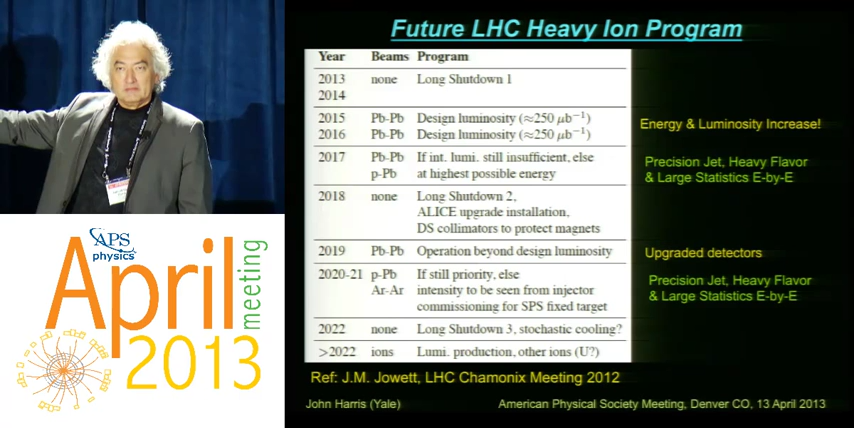 Future LHC Heavy Ion Program
Year Beams Program
2013 none Long Shutdown 1
2014
2015 Pb-Pb Design luminosity (≈250 μb⁻¹)
2016 Pb-Pb Design luminosity (≈250 μb⁻¹)
2017 Pb-Pb If int. lumi. still insufficient, else
p-Pb at highest possible energy
2018 none Long Shutdown 2,
ALICE upgrade installation,
DS collimators to protect magnets
2019 Pb-Pb Operation beyond design luminosity
2020-21 p-Pb If still priority, else
Ar-Ar intensity to be seen from injector
commissioning for SPS fixed target
2022 none Long Shutdown 3, stochastic cooling?
>2022 ions Lumi. production, other ions (U?)
Energy & Luminosity Increase!
Precision Jet, Heavy Flavor
& Large Statistics E-by-E
Upgraded detectors
Precision Jet, Heavy Flavor
& Large Statistics E-by-E
Ref: J.M. Jowett, LHC Chamonix Meeting 2012
John Harris (Yale) American Physical Society Meeting, Denver CO, 13 April 2013
APS
physics
April
meeting
2013